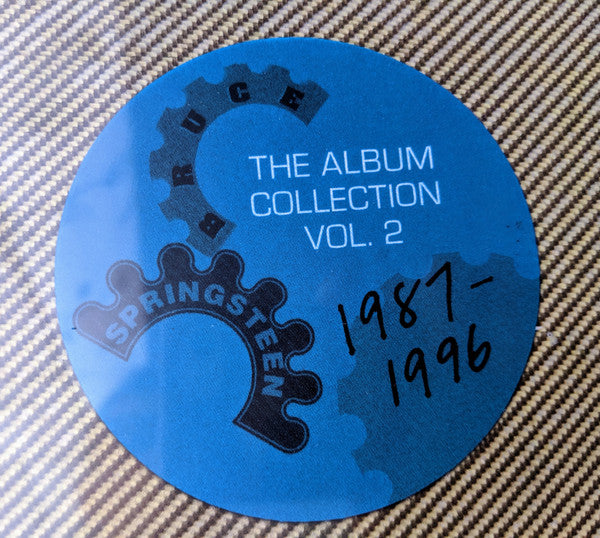 BRUCE
SPRINGSTEEN
THE ALBUM
COLLECTION
VOL. 2
1987-
1996